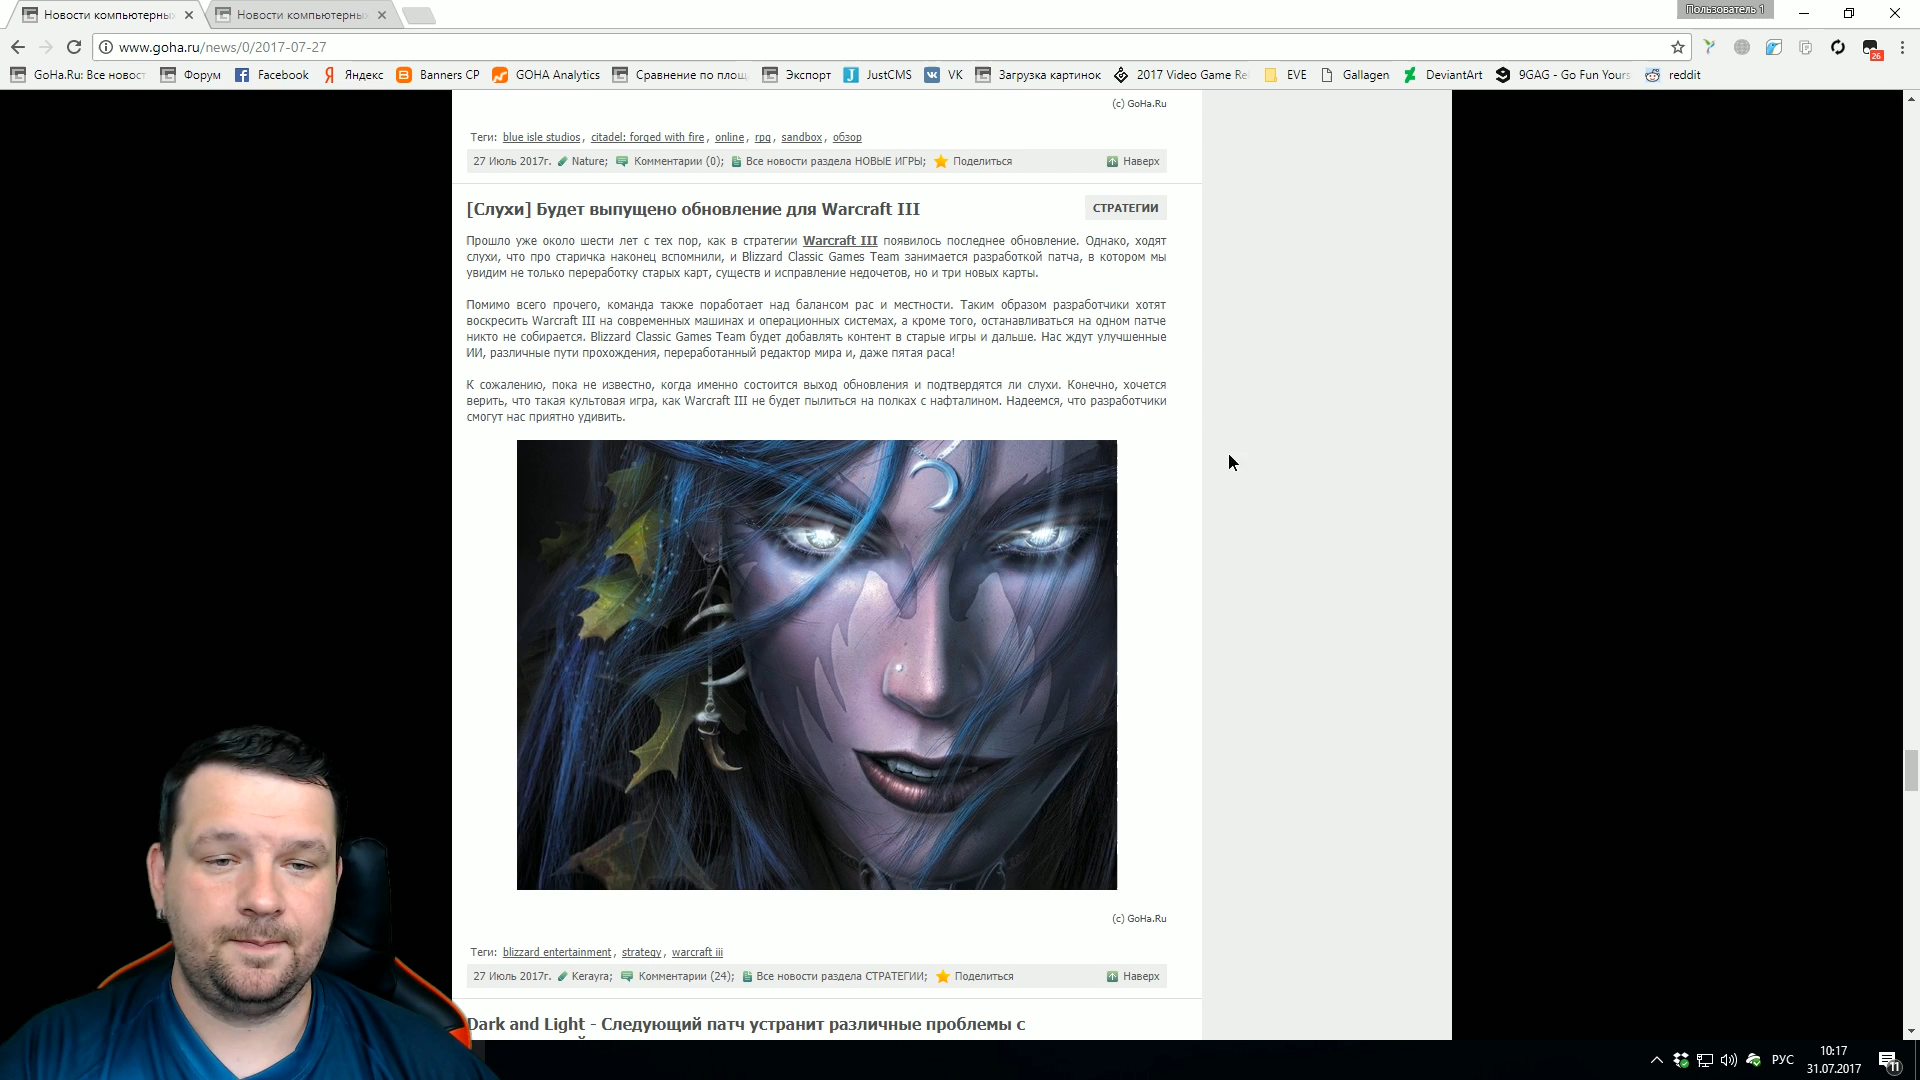 Новости компьютерны
Новости компьютерны
Пользователь 1
www.goha.ru/news/0/2017-07-27
26
GoHa.Ru: Все новост
Форум
Facebook
Яндекс
Banners CP
GOHA Analytics
Сравнение по площ
Экспорт
JustCMS
VK
Загрузка картинок
2017 Video Game Rel
EVE
Gallagen
DeviantArt
9GAG - Go Fun Yours
reddit
(c) GoHa.Ru
Теги: blue isle studios, citadel: forged with fire, online, rpg, sandbox, обзор
27 Июль 2017г. Nature; Комментарии (0); Все новости раздела НОВЫЕ ИГРЫ; Поделиться Наверх
[Слухи] Будет выпущено обновление для Warcraft III
СТРАТЕГИИ
Прошло уже около шести лет с тех пор, как в стратегии Warcraft III появилось последнее обновление. Однако, ходят
слухи, что про старичка наконец вспомнили, и Blizzard Classic Games Team занимается разработкой патча, в котором мы
увидим не только переработку старых карт, существ и исправление недочетов, но и три новых карты.
Помимо всего прочего, команда также поработает над балансом рас и местности. Таким образом разработчики хотят
воскресить Warcraft III на современных машинах и операционных системах, а кроме того, останавливаться на одном патче
никто не собирается. Blizzard Classic Games Team будет добавлять контент в старые игры и дальше. Нас ждут улучшенные
ИИ, различные пути прохождения, переработанный редактор мира и, даже пятая раса!
К сожалению, пока не известно, когда именно состоится выход обновления и подтвердятся ли слухи. Конечно, хочется
верить, что такая культовая игра, как Warcraft III не будет пылиться на полках с нафталином. Надеемся, что разработчики
смогут нас приятно удивить.
(c) GoHa.Ru
Теги: blizzard entertainment, strategy, warcraft iii
27 Июль 2017г. Kerayra; Комментарии (24); Все новости раздела СТРАТЕГИИ; Поделиться Наверх
Dark and Light - Следующий патч устранит различные проблемы с
РУС
10:17
31.07.2017
11